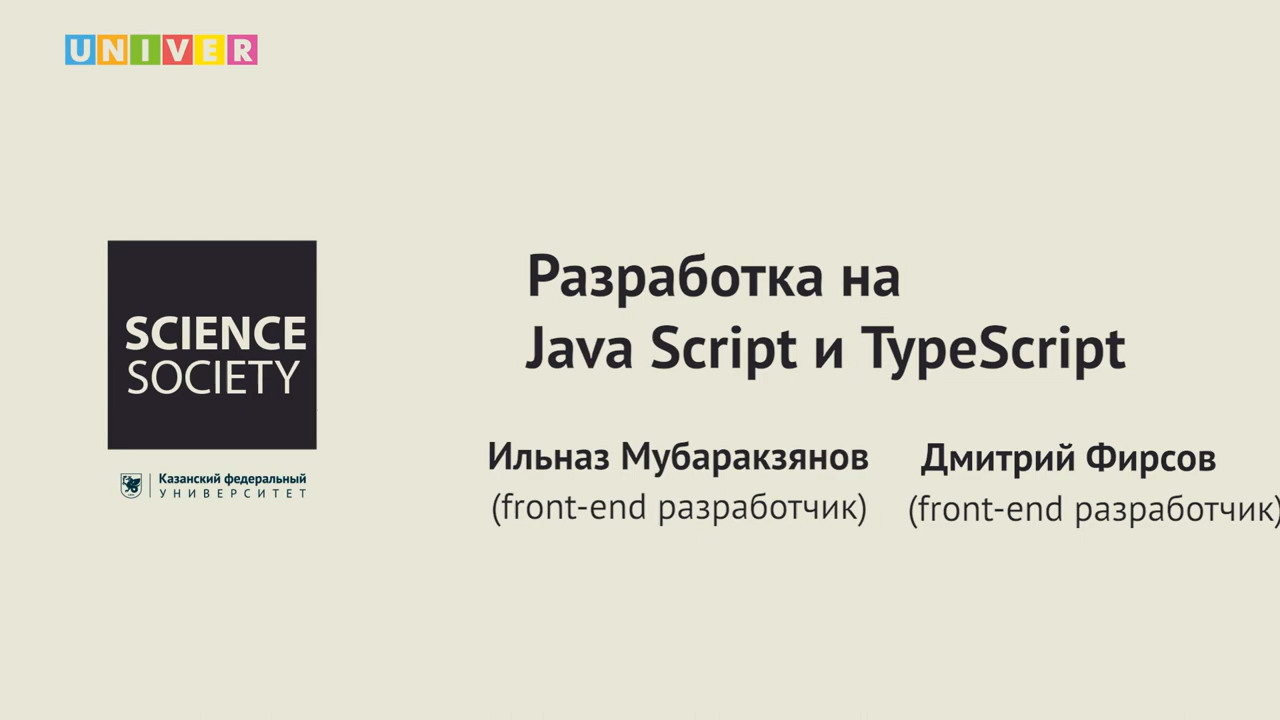 UNIVER
SCIENCE
SOCIETY
Казанский федеральный
УНИВЕРСИТЕТ
Разработка на
Java Script и TypeScript
Ильназ Мубаракзянов
(front-end разработчик)
Дмитрий Фирсов
(front-end разработчик)